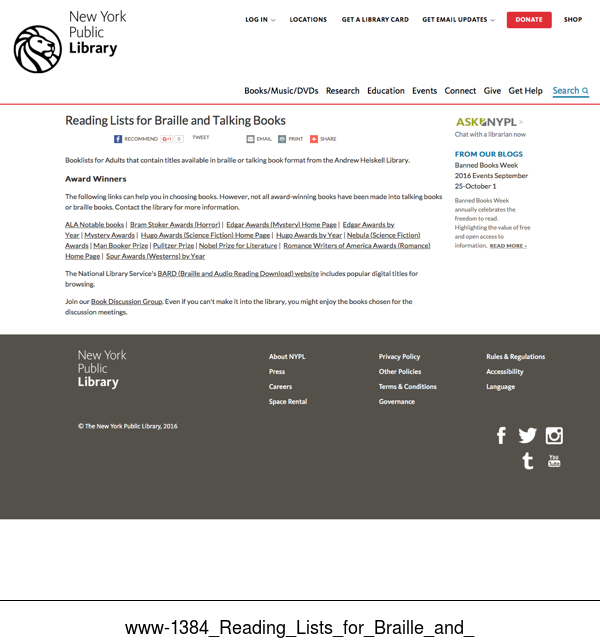 New York
Public
Library
LOG IN
LOCATIONS
GET A LIBRARY CARD
GET EMAIL UPDATES
DONATE
SHOP
Books/Music/DVDs Research Education Events Connect Give Get Help Search
Reading Lists for Braille and Talking Books
RECOMMEND G+1 0 TWEET EMAIL PRINT SHARE
Booklists for Adults that contain titles available in braille or talking book format from the Andrew Heiskell Library.
Award Winners
The following links can help you in choosing books. However, not all award-winning books have been made into talking books
or braille books. Contact the library for more information.
ALA Notable books | Bram Stoker Awards (Horror) | Edgar Awards (Mystery) Home Page | Edgar Awards by
Year | Mystery Awards | Hugo Awards (Science Fiction) Home Page | Hugo Awards by Year | Nebula (Science Fiction)
Awards | Man Booker Prize | Pulitzer Prize | Nobel Prize for Literature | Romance Writers of America Awards (Romance)
Home Page | Spur Awards (Westerns) by Year
The National Library Service's BARD (Braille and Audio Reading Download) website includes popular digital titles for
browsing.
Join our Book Discussion Group. Even if you can't make it into the library, you might enjoy the books chosen for the
discussion meetings.
ASK NYPL >
Chat with a librarian now
FROM OUR BLOGS
Banned Books Week
2016 Events September
25-October 1
Banned Books Week
annually celebrates the
freedom to read.
Highlighting the value of
free and open access to
information. READ MORE ›
New York
Public
Library
© The New York Public Library, 2016
About NYPL
Press
Careers
Space Rental
Privacy Policy
Other Policies
Terms & Conditions
Governance
Rules & Regulations
Accessibility
Language
You
Tube
www-1384_Reading_Lists_for_Braille_and_